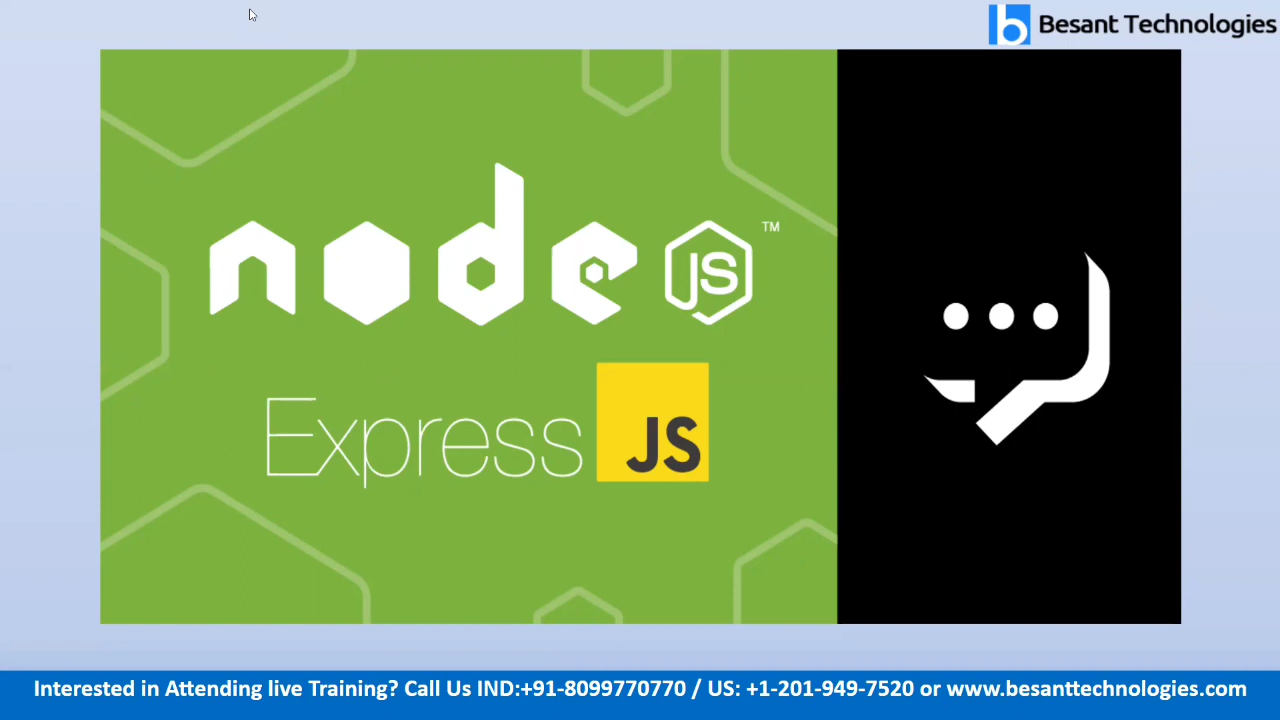 b Besant Technologies
node JS ™
Express JS
Interested in Attending live Training? Call Us IND:+91-8099770770 / US: +1-201-949-7520 or www.besanttechnologies.com